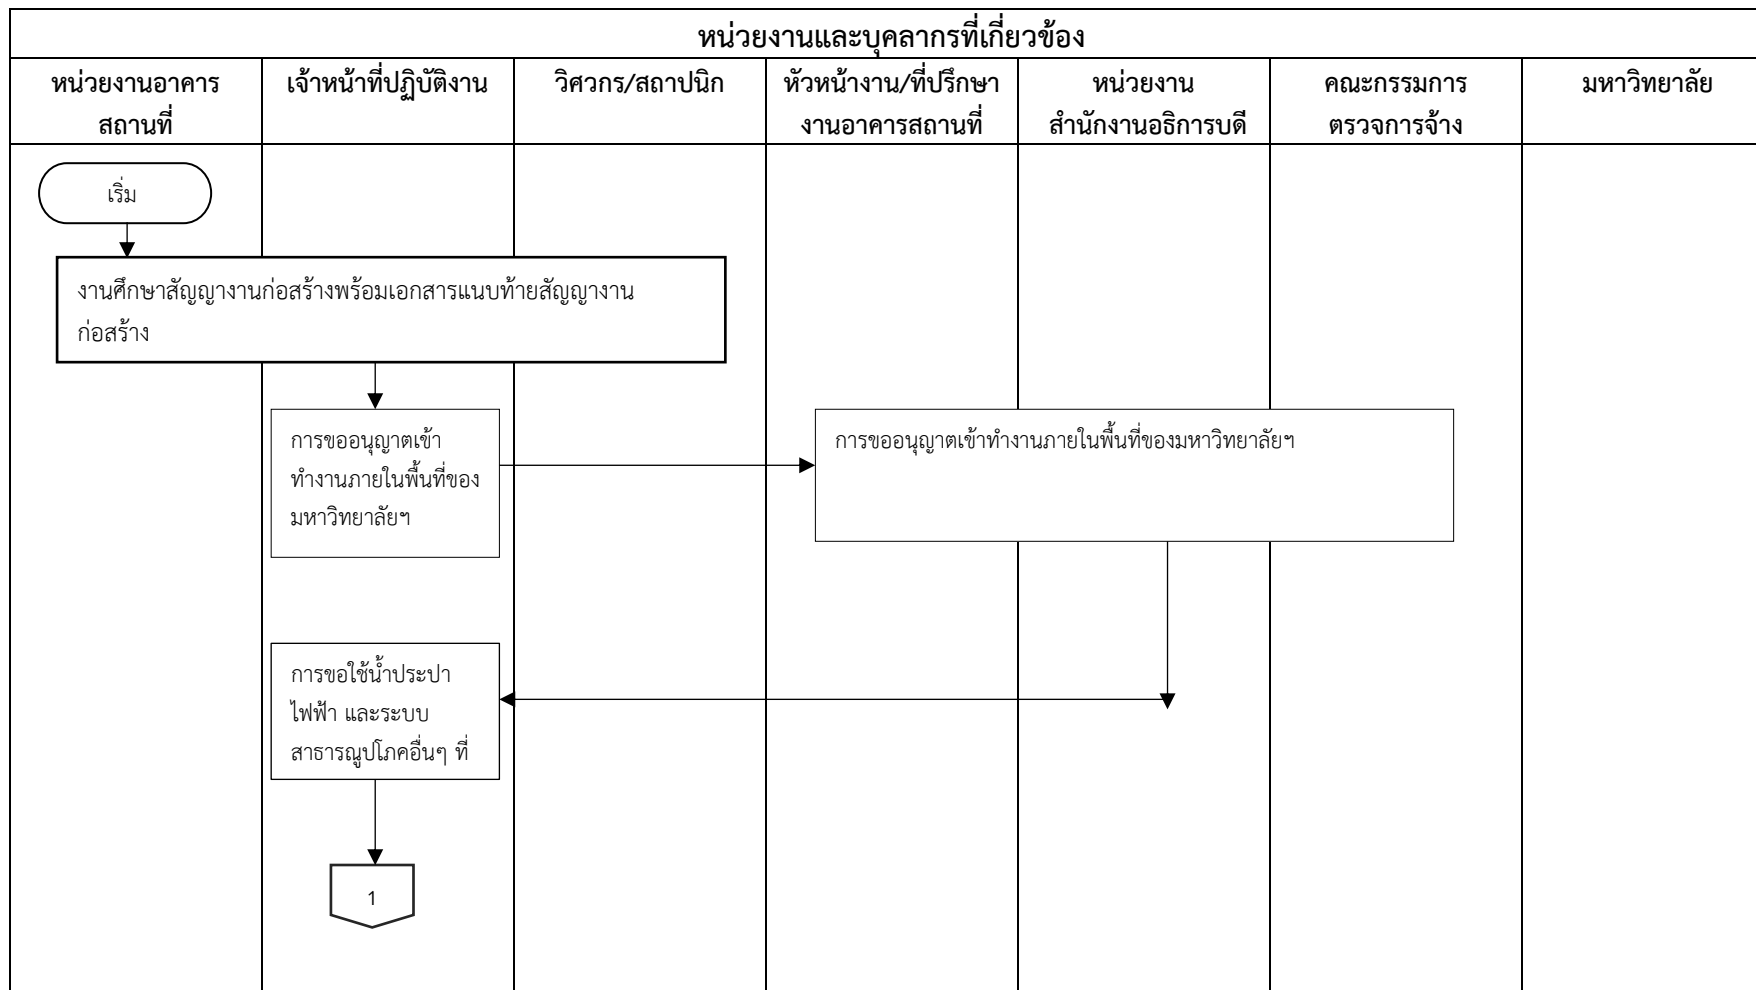 หน่วยงานและบุคลากรที่เกี่ยวข้อง
หน่วยงานอาคาร
สถานที่
เจ้าหน้าที่ปฏิบัติงาน
วิศวกร/สถาปนิก
หัวหน้างาน/ที่ปรึกษา
งานอาคารสถานที่
หน่วยงาน
สำนักงานอธิการบดี
คณะกรรมการ
ตรวจการจ้าง
มหาวิทยาลัย
เริ่ม
งานศึกษาสัญญางานก่อสร้างพร้อมเอกสารแนบท้ายสัญญางาน
ก่อสร้าง
การขออนุญาตเข้า
ทำงานภายในพื้นที่ของ
มหาวิทยาลัยฯ
การขออนุญาตเข้าทำงานภายในพื้นที่ของมหาวิทยาลัยฯ
การขอใช้น้ำประปา
ไฟฟ้า และระบบ
สาธารณูปโภคอื่นๆ ที่
1